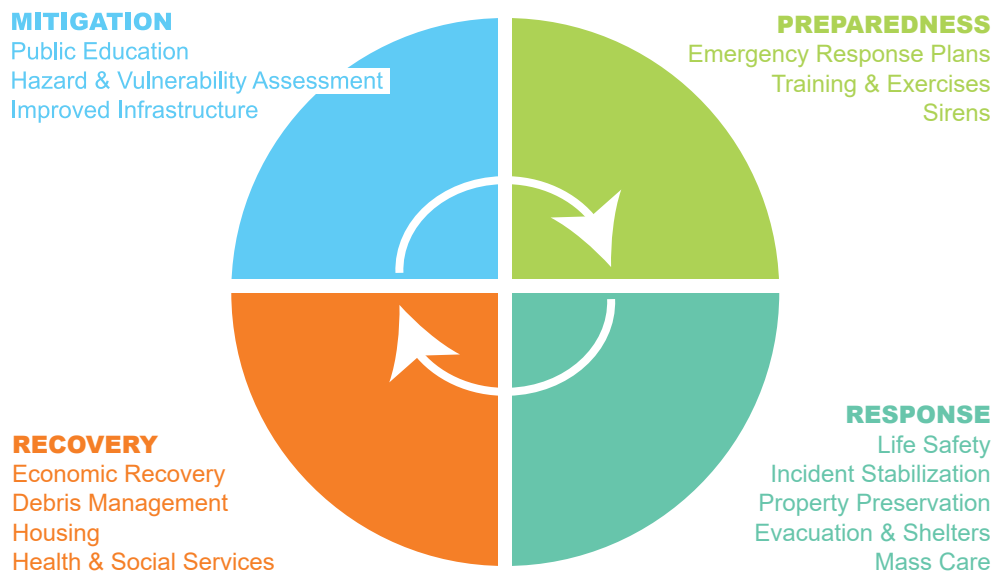 MITIGATION
Public Education
Hazard & Vulnerability Assessment
Improved Infrastructure
PREPAREDNESS
Emergency Response Plans
Training & Exercises
Sirens
RECOVERY
Economic Recovery
Debris Management
Housing
Health & Social Services
RESPONSE
Life Safety
Incident Stabilization
Property Preservation
Evacuation & Shelters
Mass Care